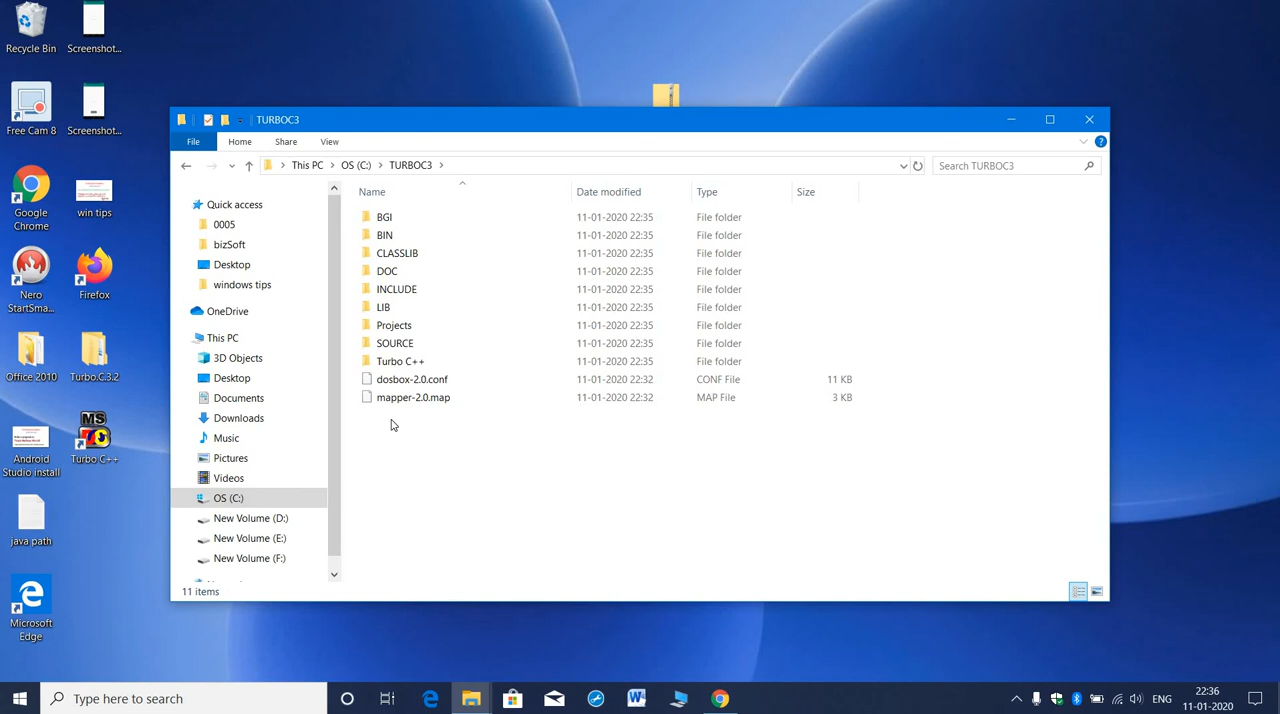 Recycle Bin
Screenshot...
Free Cam 8
Screenshot...
Google Chrome
win tips
Nero StartSma...
Firefox
Office 2010
Turbo.C.3.2
MS
Android Studio install
Turbo C++
java path
Microsoft Edge
TURBOC3
File Home Share View
This PC OS (C:) TURBOC3
Search TURBOC3
Quick access
0005
bizSoft
Desktop
windows tips
OneDrive
This PC
3D Objects
Desktop
Documents
Downloads
Music
Pictures
Videos
OS (C:)
New Volume (D:)
New Volume (E:)
New Volume (F:)
Name Date modified Type Size
BGI 11-01-2020 22:35 File folder
BIN 11-01-2020 22:35 File folder
CLASSLIB 11-01-2020 22:35 File folder
DOC 11-01-2020 22:35 File folder
INCLUDE 11-01-2020 22:35 File folder
LIB 11-01-2020 22:35 File folder
Projects 11-01-2020 22:35 File folder
SOURCE 11-01-2020 22:35 File folder
Turbo C++ 11-01-2020 22:35 File folder
dosbox-2.0.conf 11-01-2020 22:32 CONF File 11 KB
mapper-2.0.map 11-01-2020 22:32 MAP File 3 KB
11 items
Type here to search
ENG
22:36
11-01-2020